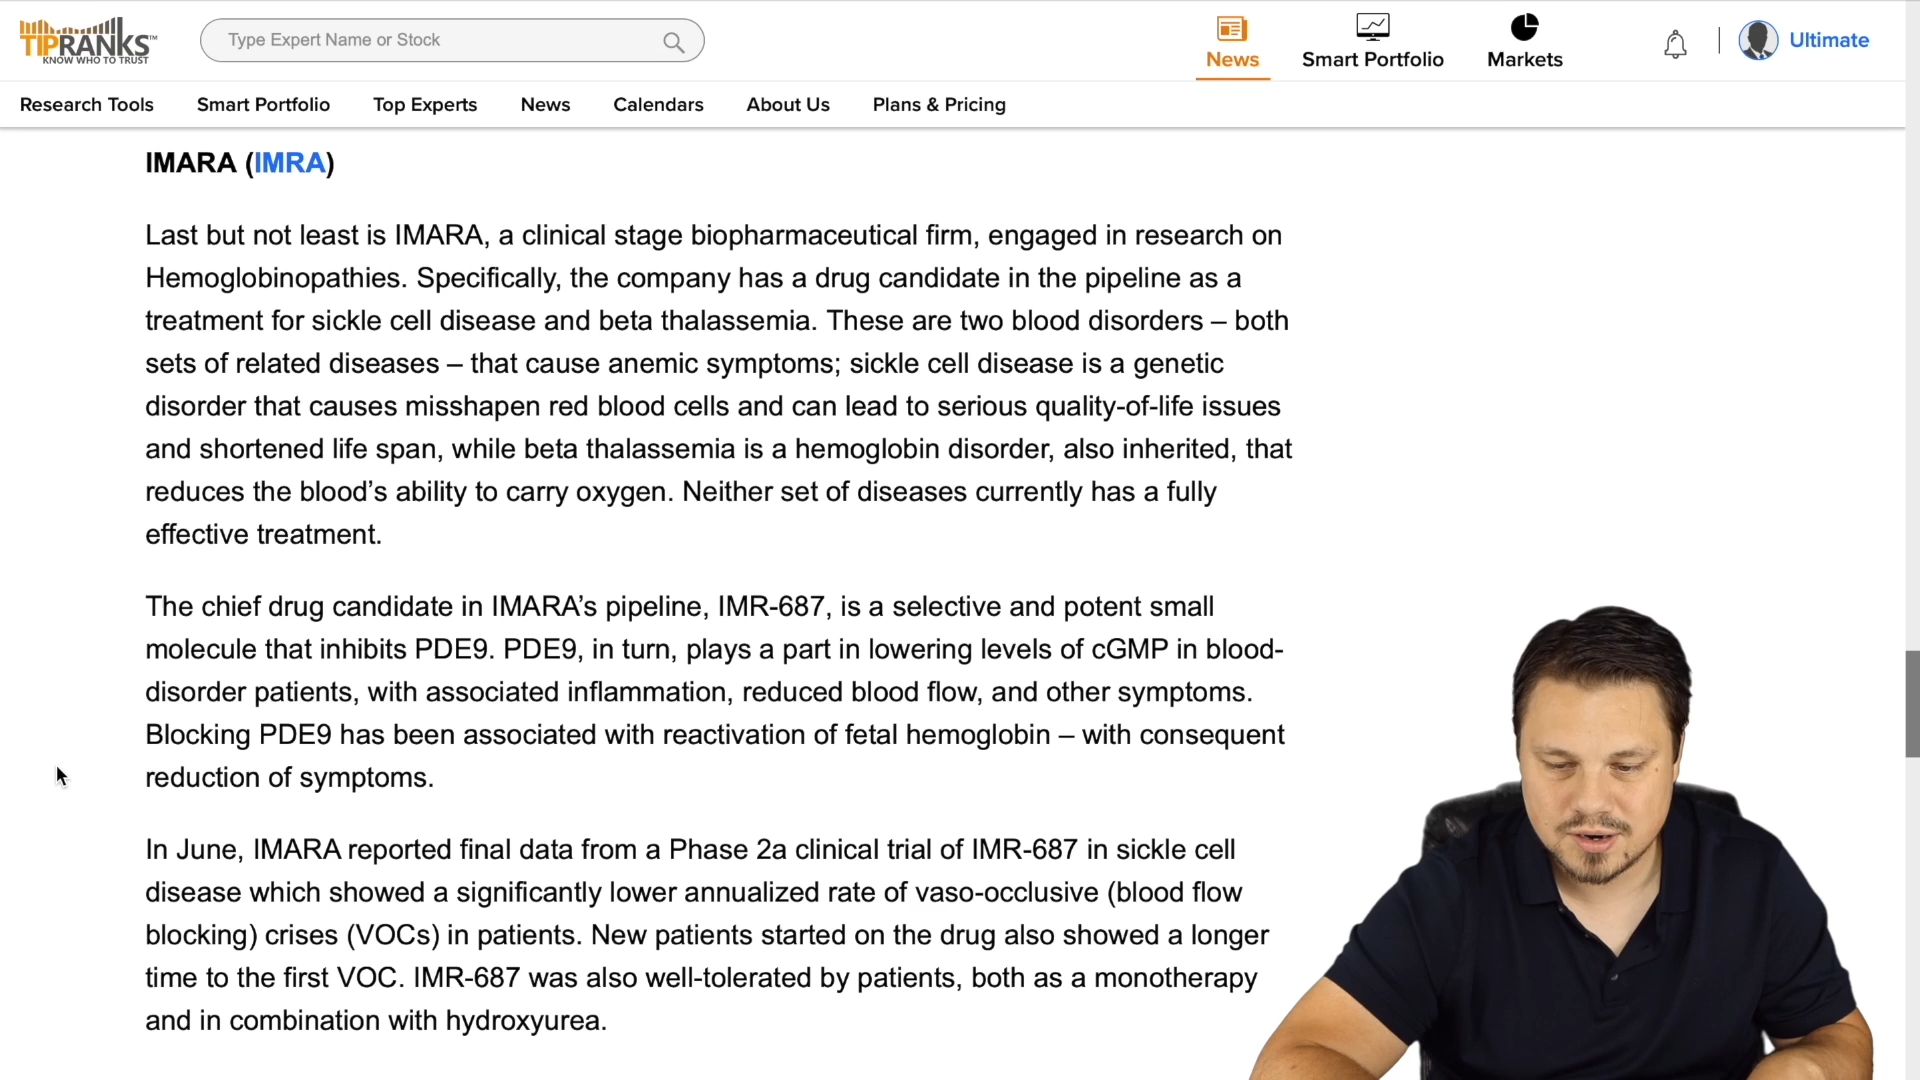 TIPRANKS™
KNOW WHO TO TRUST
Type Expert Name or Stock
News
Smart Portfolio
Markets
Ultimate
Research Tools
Smart Portfolio
Top Experts
News
Calendars
About Us
Plans & Pricing
IMARA (IMRA)
Last but not least is IMARA, a clinical stage biopharmaceutical firm, engaged in research on
Hemoglobinopathies. Specifically, the company has a drug candidate in the pipeline as a
treatment for sickle cell disease and beta thalassemia. These are two blood disorders – both
sets of related diseases – that cause anemic symptoms; sickle cell disease is a genetic
disorder that causes misshapen red blood cells and can lead to serious quality-of-life issues
and shortened life span, while beta thalassemia is a hemoglobin disorder, also inherited, that
reduces the blood’s ability to carry oxygen. Neither set of diseases currently has a fully
effective treatment.
The chief drug candidate in IMARA’s pipeline, IMR-687, is a selective and potent small
molecule that inhibits PDE9. PDE9, in turn, plays a part in lowering levels of cGMP in blood-
disorder patients, with associated inflammation, reduced blood flow, and other symptoms.
Blocking PDE9 has been associated with reactivation of fetal hemoglobin – with consequent
reduction of symptoms.
In June, IMARA reported final data from a Phase 2a clinical trial of IMR-687 in sickle cell
disease which showed a significantly lower annualized rate of vaso-occlusive (blood flow
blocking) crises (VOCs) in patients. New patients started on the drug also showed a longer
time to the first VOC. IMR-687 was also well-tolerated by patients, both as a monotherapy
and in combination with hydroxyurea.